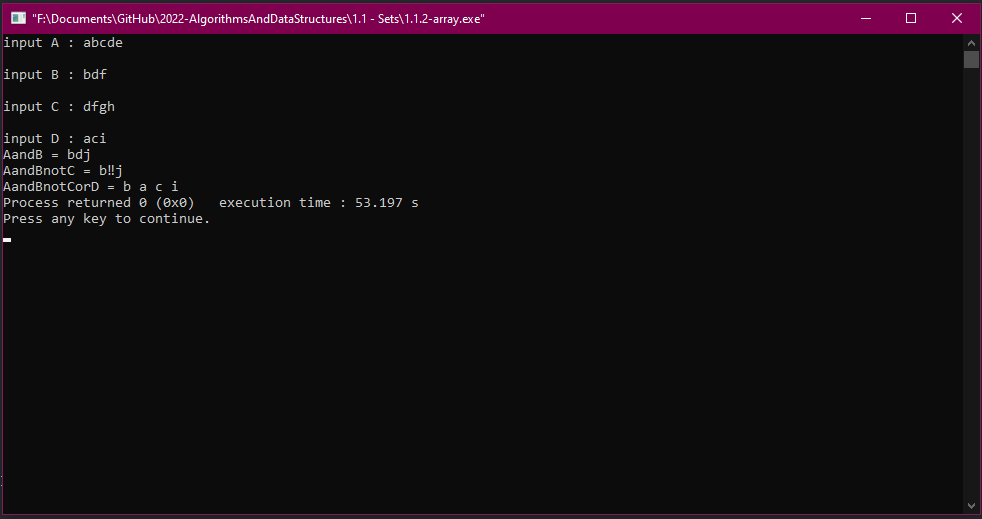 "F:\Documents\GitHub\2022-AlgorithmsAndDataStructures\1.1 - Sets\1.1.2-array.exe"
input A : abcde
input B : bdf
input C : dfgh
input D : aci
AandB = bdj
AandBnotC = b‼j
AandBnotCorD = b a c i
Process returned 0 (0x0)   execution time : 53.197 s
Press any key to continue.